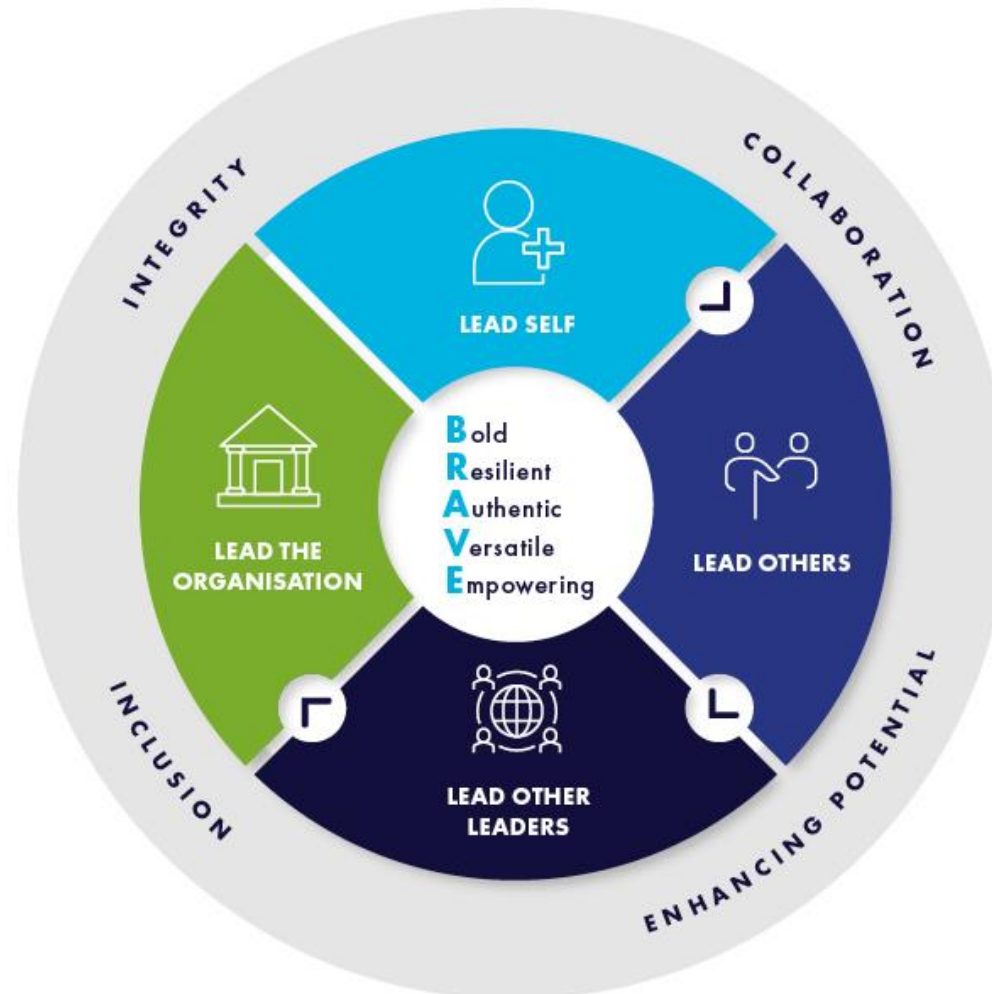 INTEGRITY
COLLABORATION
LEAD SELF
Bold
Resilient
Authentic
Versatile
Empowering
LEAD THE
ORGANISATION
LEAD OTHERS
LEAD OTHER
LEADERS
INCLUSION
ENHANCING POTENTIAL